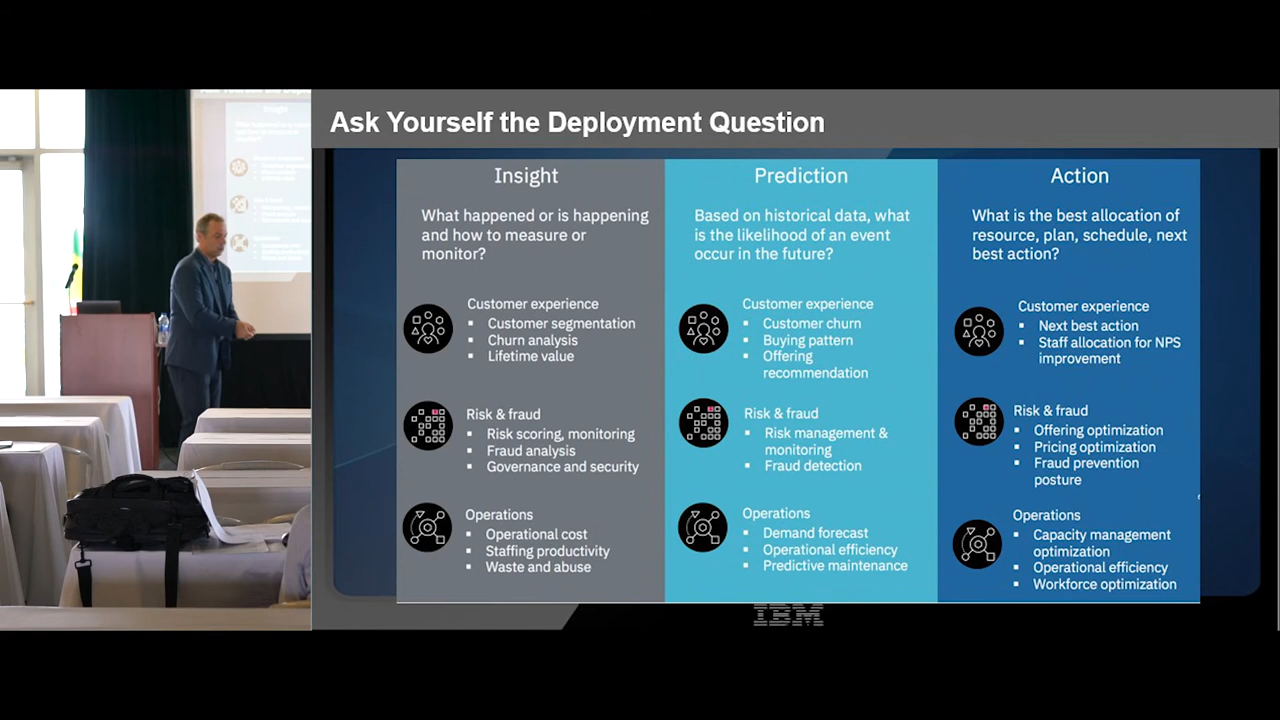 Ask Yourself the Deployment Question
Insight
What happened or is happening
and how to measure or
monitor?
Customer experience
▪ Customer segmentation
▪ Churn analysis
▪ Lifetime value
Risk & fraud
▪ Risk scoring, monitoring
▪ Fraud analysis
▪ Governance and security
Operations
▪ Operational cost
▪ Staffing productivity
▪ Waste and abuse
Prediction
Based on historical data, what
is the likelihood of an event
occur in the future?
Customer experience
▪ Customer churn
▪ Buying pattern
▪ Offering
recommendation
Risk & fraud
▪ Risk management &
monitoring
▪ Fraud detection
Operations
▪ Demand forecast
▪ Operational efficiency
▪ Predictive maintenance
Action
What is the best allocation of
resource, plan, schedule, next
best action?
Customer experience
▪ Next best action
▪ Staff allocation for NPS
improvement
Risk & fraud
▪ Offering optimization
▪ Pricing optimization
▪ Fraud prevention
posture
Operations
▪ Capacity management
optimization
▪ Operational efficiency
▪ Workforce optimization
IBM